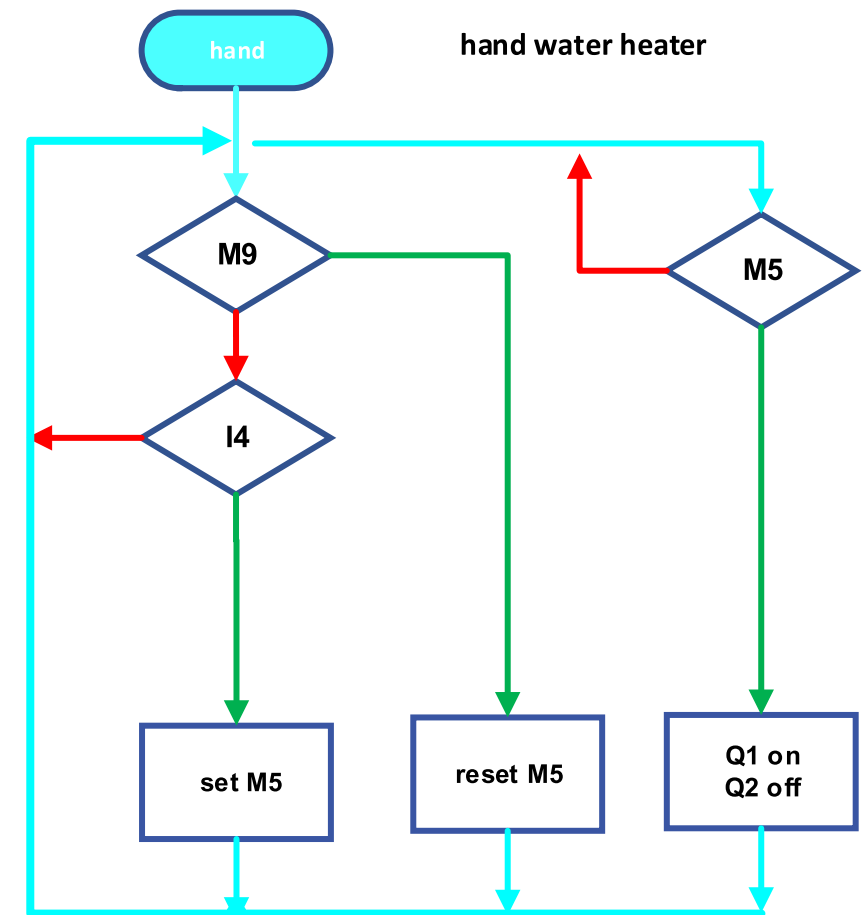 hand
hand water heater
M9
M5
I4
set M5
reset M5
Q1 on
Q2 off